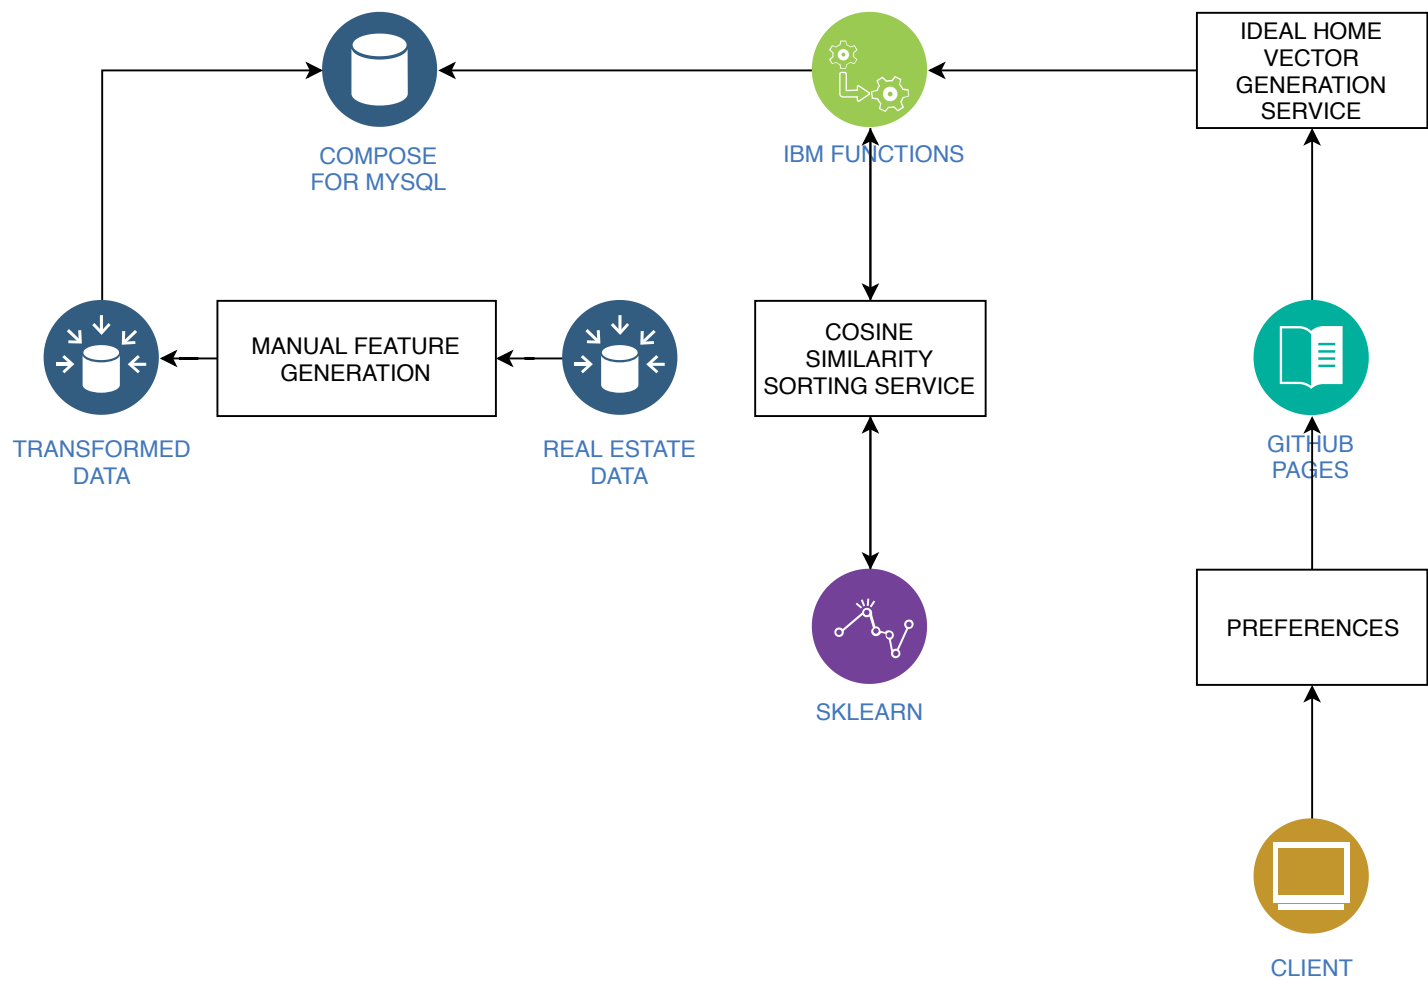 IDEAL HOME
VECTOR
GENERATION
SERVICE
COMPOSE
FOR MYSQL
IBM FUNCTIONS
MANUAL FEATURE
GENERATION
COSINE
SIMILARITY
SORTING SERVICE
TRANSFORMED
DATA
REAL ESTATE
DATA
GITHUB
PAGES
PREFERENCES
SKLEARN
CLIENT